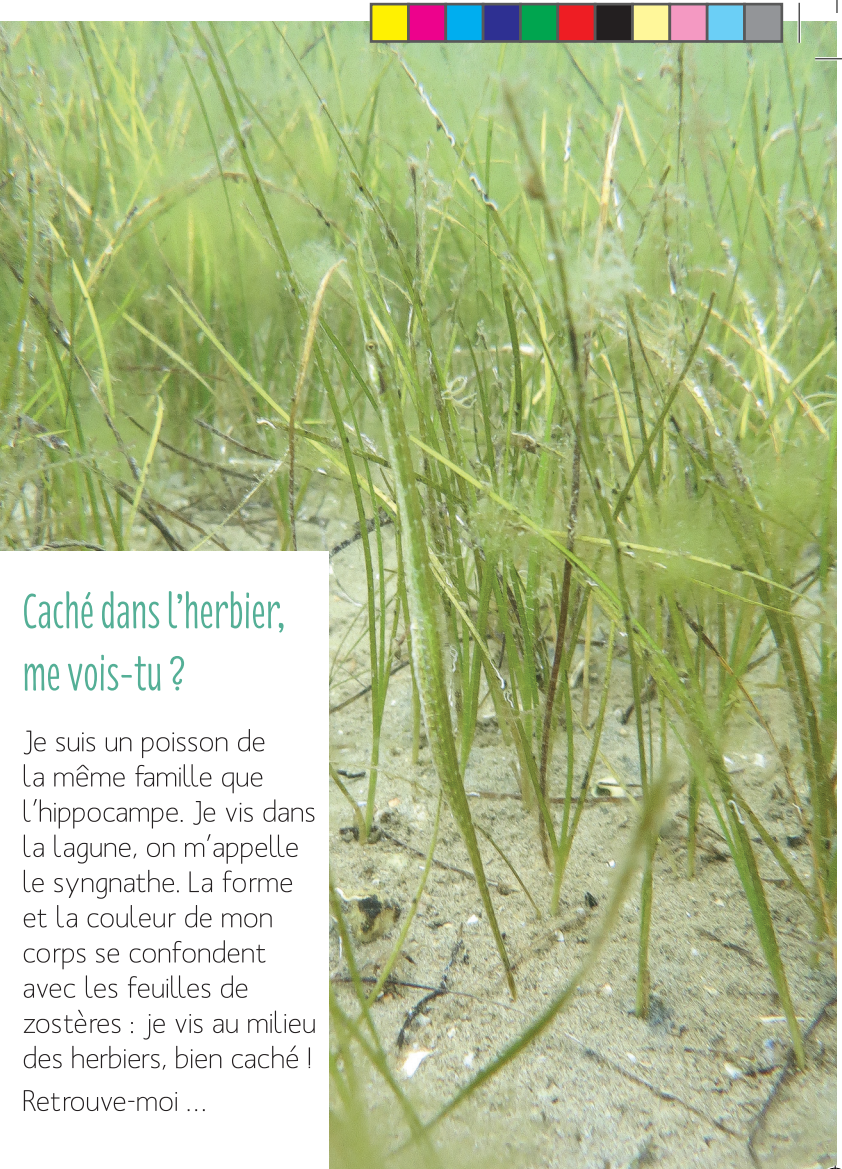 Caché dans l’herbier,
me vois-tu ?
Je suis un poisson de
la même famille que
l’hippocampe. Je vis dans
la lagune, on m’appelle
le syngnathe. La forme
et la couleur de mon
corps se confondent
avec les feuilles de
zostères : je vis au milieu
des herbiers, bien caché !
Retrouve-moi ...